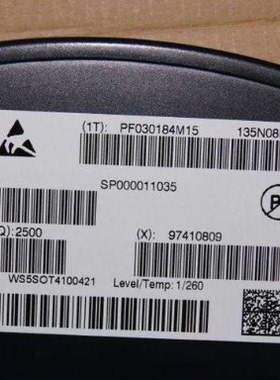 (1T): PF030184M15 135N08
SP000011035
Q):2500 (X): 97410809
WS5SOT4100421 Level/Temp: 1/260